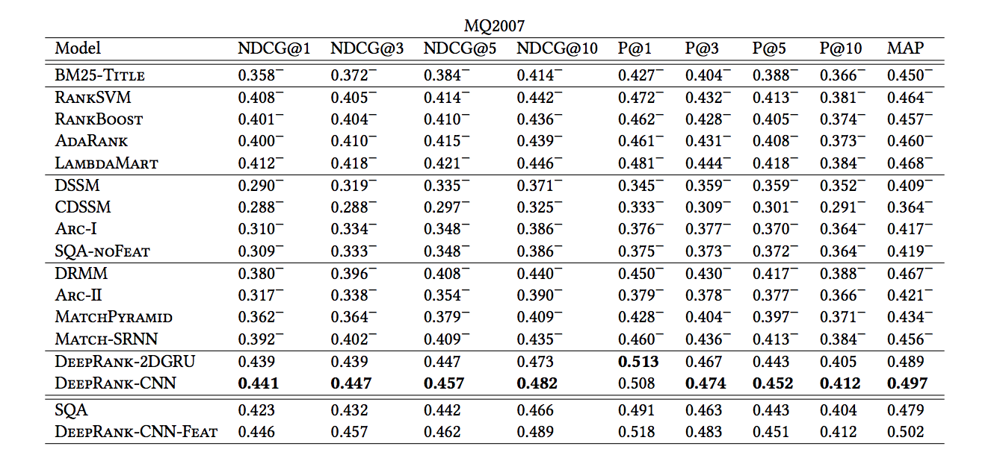 MQ2007
Model NDCG@1 NDCG@3 NDCG@5 NDCG@10 P@1 P@3 P@5 P@10 MAP
BM25-Title 0.358⁻ 0.372⁻ 0.384⁻ 0.414⁻ 0.427⁻ 0.404⁻ 0.388⁻ 0.366⁻ 0.450⁻
RankSVM 0.408⁻ 0.405⁻ 0.414⁻ 0.442⁻ 0.472⁻ 0.432⁻ 0.413⁻ 0.381⁻ 0.464⁻
RankBoost 0.401⁻ 0.404⁻ 0.410⁻ 0.436⁻ 0.462⁻ 0.428⁻ 0.405⁻ 0.374⁻ 0.457⁻
AdaRank 0.400⁻ 0.410⁻ 0.415⁻ 0.439⁻ 0.461⁻ 0.431⁻ 0.408⁻ 0.373⁻ 0.460⁻
LambdaMart 0.412⁻ 0.418⁻ 0.421⁻ 0.446⁻ 0.481⁻ 0.444⁻ 0.418⁻ 0.384⁻ 0.468⁻
DSSM 0.290⁻ 0.319⁻ 0.335⁻ 0.371⁻ 0.345⁻ 0.359⁻ 0.359⁻ 0.352⁻ 0.409⁻
CDSSM 0.288⁻ 0.288⁻ 0.297⁻ 0.325⁻ 0.333⁻ 0.309⁻ 0.301⁻ 0.291⁻ 0.364⁻
Arc-I 0.310⁻ 0.334⁻ 0.348⁻ 0.386⁻ 0.376⁻ 0.377⁻ 0.370⁻ 0.364⁻ 0.417⁻
SQA-noFeat 0.309⁻ 0.333⁻ 0.348⁻ 0.386⁻ 0.375⁻ 0.373⁻ 0.372⁻ 0.364⁻ 0.419⁻
DRMM 0.380⁻ 0.396⁻ 0.408⁻ 0.440⁻ 0.450⁻ 0.430⁻ 0.417⁻ 0.388⁻ 0.467⁻
Arc-II 0.317⁻ 0.338⁻ 0.354⁻ 0.390⁻ 0.379⁻ 0.378⁻ 0.377⁻ 0.366⁻ 0.421⁻
MatchPyramid 0.362⁻ 0.364⁻ 0.379⁻ 0.409⁻ 0.428⁻ 0.404⁻ 0.397⁻ 0.371⁻ 0.434⁻
Match-SRNN 0.392⁻ 0.402⁻ 0.409⁻ 0.435⁻ 0.460⁻ 0.436⁻ 0.413⁻ 0.384⁻ 0.456⁻
DeepRank-2DGRU 0.439 0.439 0.447 0.473 0.513 0.467 0.443 0.405 0.489
DeepRank-CNN 0.441 0.447 0.457 0.482 0.508 0.474 0.452 0.412 0.497
SQA 0.423 0.432 0.442 0.466 0.491 0.463 0.443 0.404 0.479
DeepRank-CNN-Feat 0.446 0.457 0.462 0.489 0.518 0.483 0.451 0.412 0.502